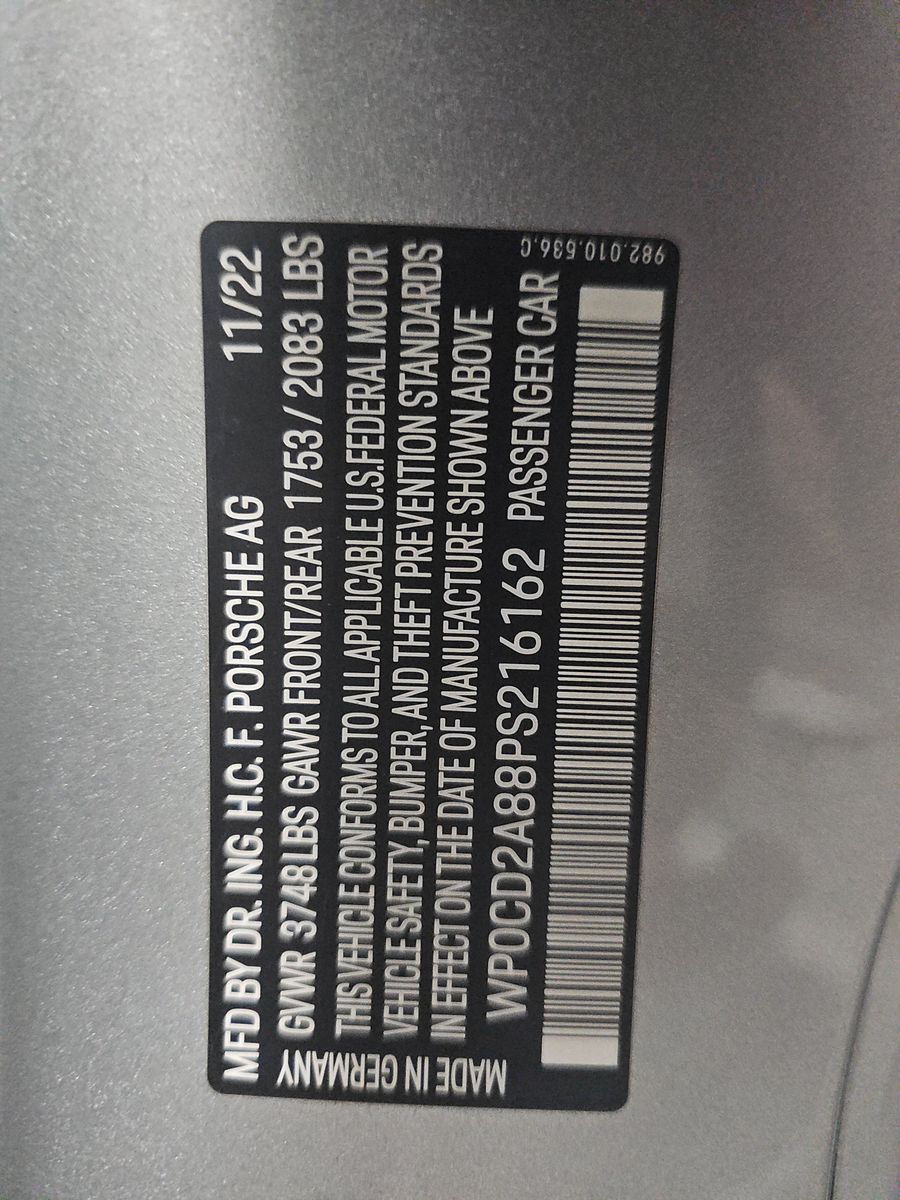 MFD BY DR. ING. H.C. F. PORSCHE AG 11/22
GVWR 3748 LBS GAWR FRONT/REAR 1753 / 2083 LBS
THIS VEHICLE CONFORMS TO ALL APPLICABLE U.S. FEDERAL MOTOR
VEHICLE SAFETY, BUMPER, AND THEFT PREVENTION STANDARDS
IN EFFECT ON THE DATE OF MANUFACTURE SHOWN ABOVE
WP0CD2A88PS216162 PASSENGER CAR
MADE IN GERMANY
982.010.636.C